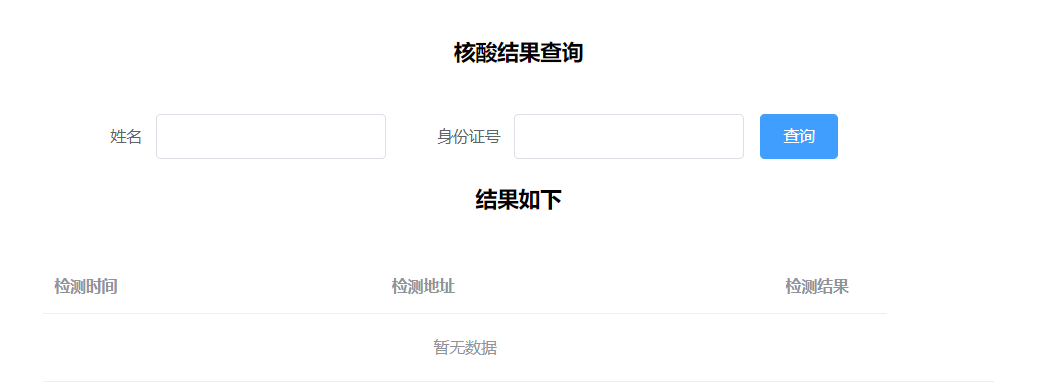 核酸结果查询
姓名 身份证号 查询
结果如下
检测时间 检测地址 检测结果
暂无数据